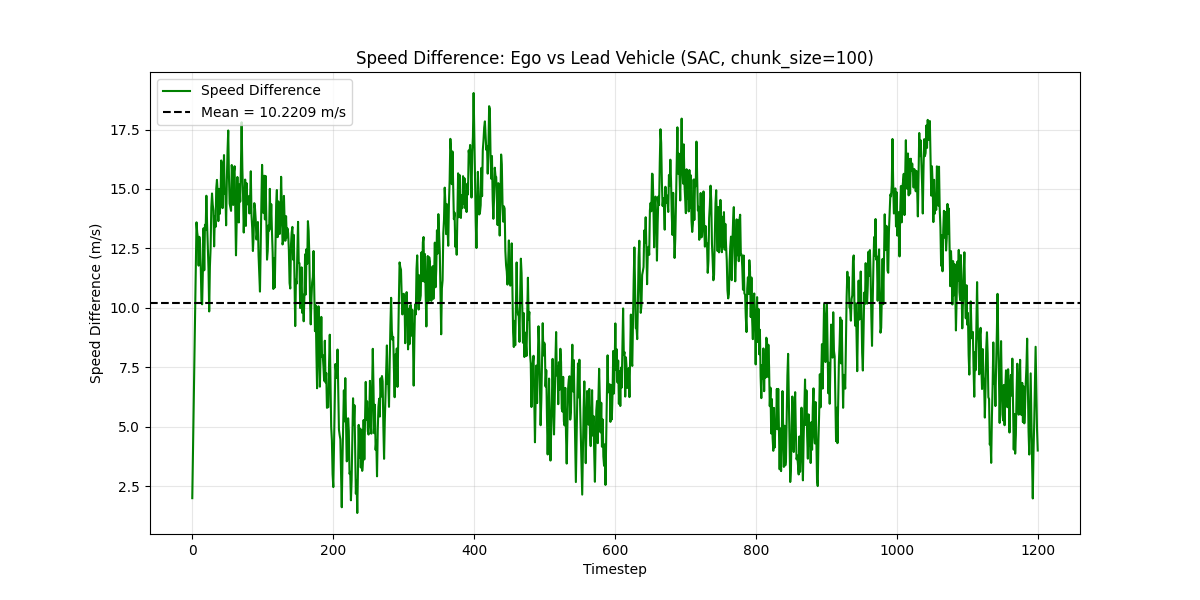 Speed Difference: Ego vs Lead Vehicle (SAC, chunk_size=100)
Speed Difference
Mean = 10.2209 m/s
17.5
15.0
12.5
10.0
7.5
5.0
2.5
Speed Difference (m/s)
0 200 400 600 800 1000 1200
Timestep